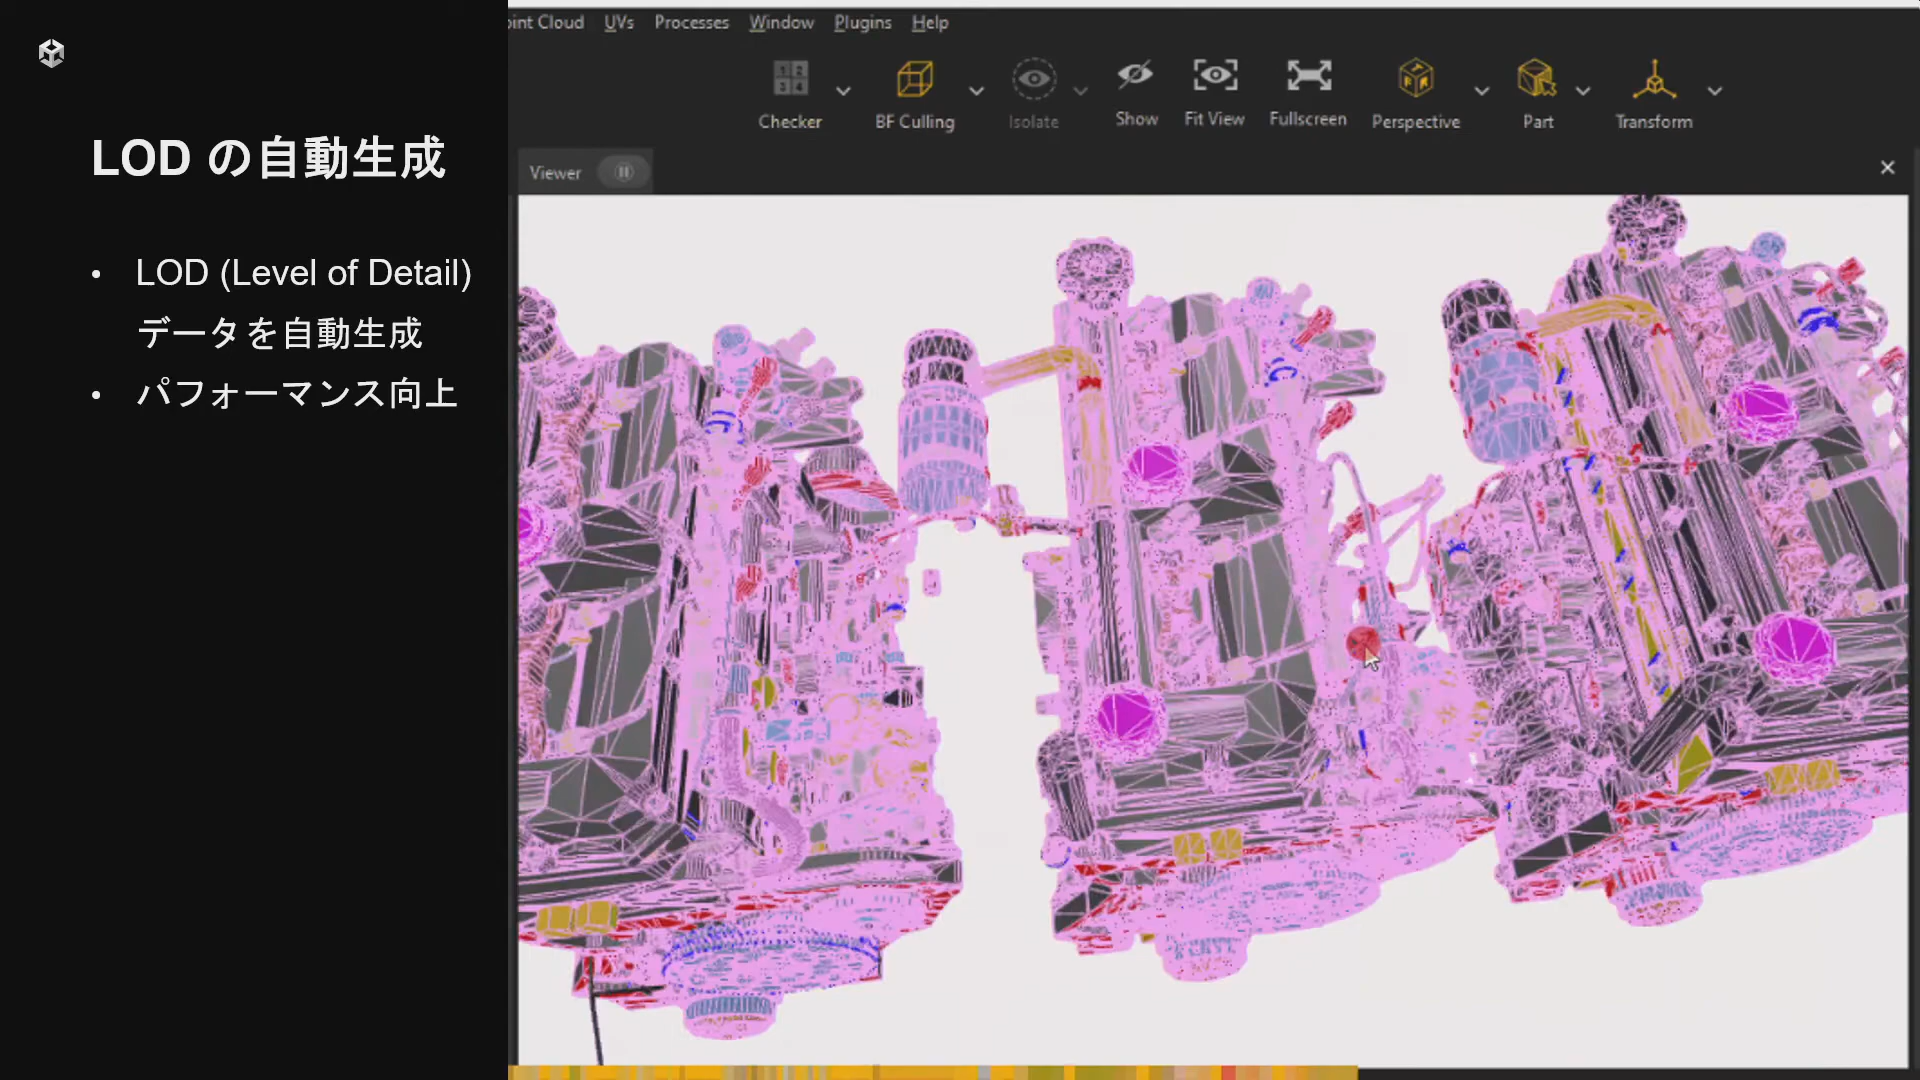 LOD の自動生成
• LOD (Level of Detail)
データを自動生成
• パフォーマンス向上
oint Cloud UVs Processes Window Plugins Help
Checker BF Culling Isolate Show Fit View Fullscreen Perspective Part Transform
Viewer